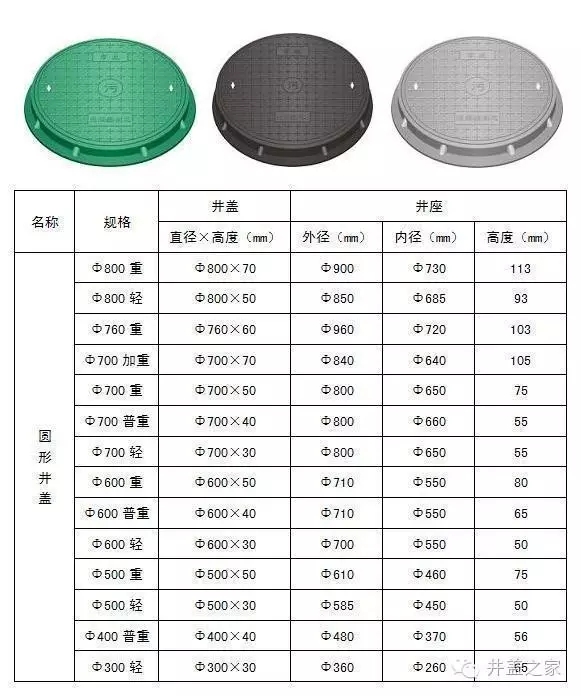 污
污
污
名称 规格 井盖 井座
直径×高度（mm） 外径（mm） 内径（mm） 高度（mm）
圆形井盖
Φ800 重 Φ800×70 Φ900 Φ730 113
Φ800 轻 Φ800×50 Φ850 Φ685 93
Φ760 重 Φ760×60 Φ960 Φ720 103
Φ700 加重 Φ700×70 Φ840 Φ640 105
Φ700 重 Φ700×50 Φ800 Φ650 75
Φ700 普重 Φ700×40 Φ800 Φ660 55
Φ700 轻 Φ700×30 Φ800 Φ650 55
Φ600 重 Φ600×50 Φ710 Φ550 80
Φ600 普重 Φ600×40 Φ710 Φ550 65
Φ600 轻 Φ600×30 Φ700 Φ550 50
Φ500 重 Φ500×50 Φ610 Φ460 75
Φ500 轻 Φ500×30 Φ585 Φ450 50
Φ400 普重 Φ400×40 Φ480 Φ370 56
Φ300 轻 Φ300×30 Φ360 Φ260 65
井盖之家